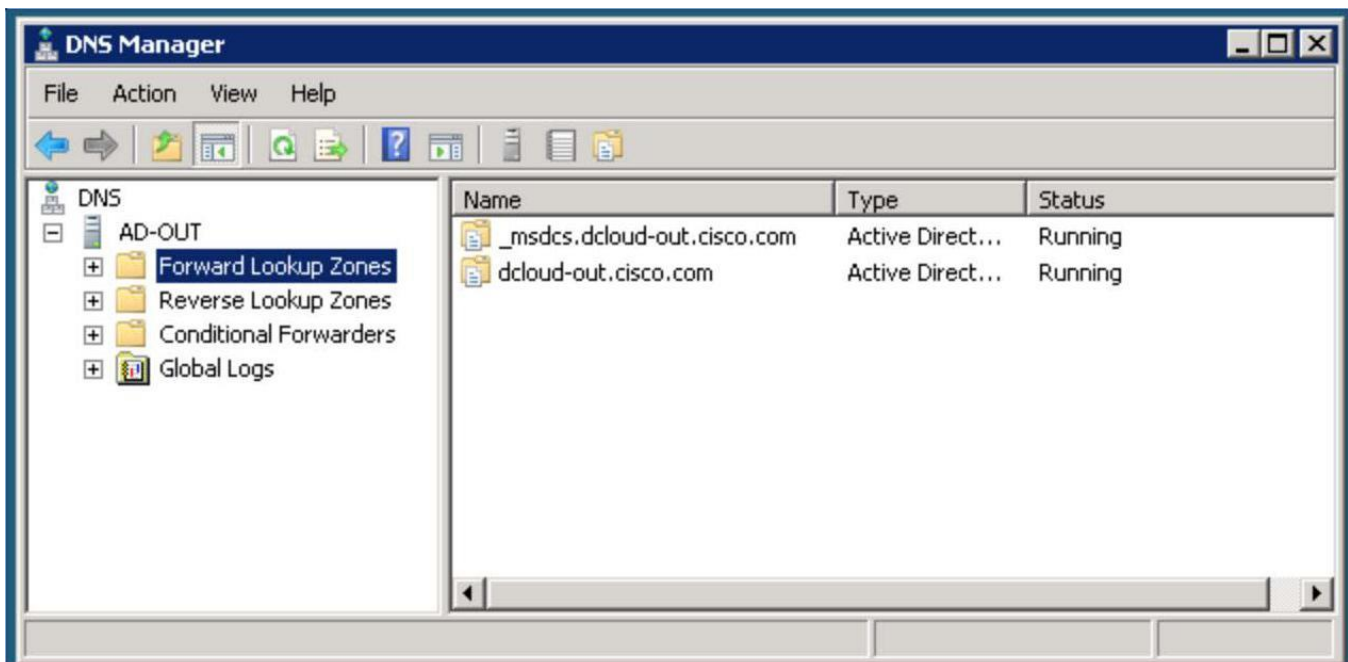 DNS Manager
File Action View Help
DNS
AD-OUT
Forward Lookup Zones
Reverse Lookup Zones
Conditional Forwarders
Global Logs
Name Type Status
_msdcs.dcloud-out.cisco.com Active Direct... Running
dcloud-out.cisco.com Active Direct... Running